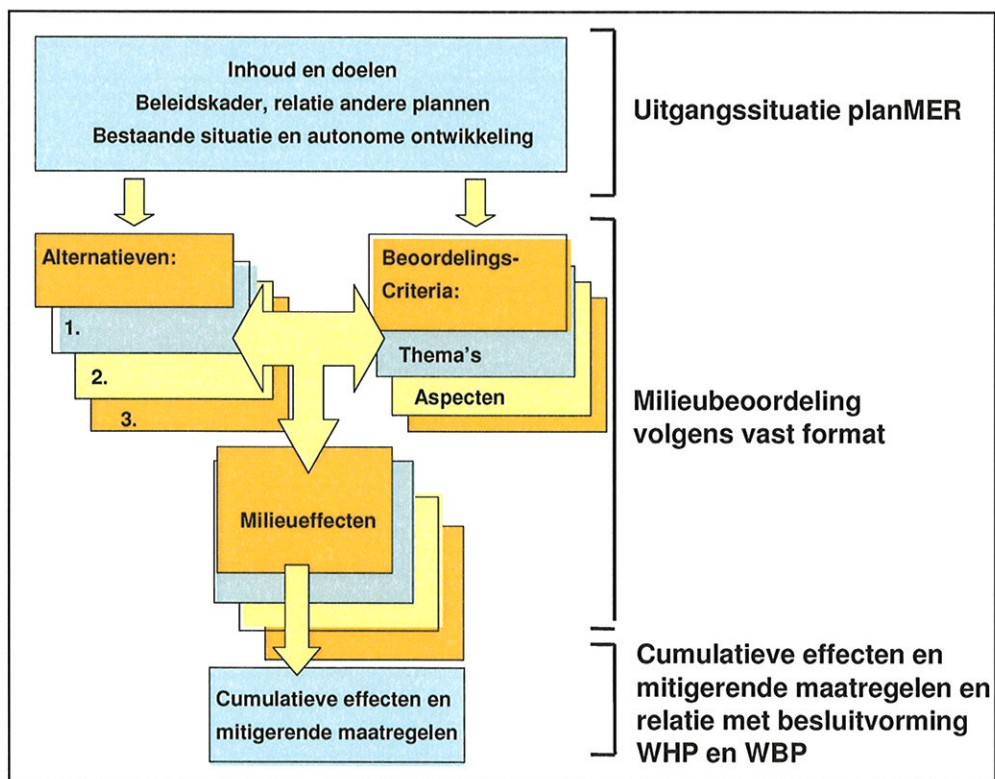 Inhoud en doelen
Beleidskader, relatie andere plannen
Bestaande situatie en autonome ontwikkeling
Uitgangssituatie planMER
Alternatieven:
1.
2.
3.
Beoordelings-
Criteria:
Thema's
Aspecten
Milieubeoordeling
volgens vast format
Milieueffecten
Cumulatieve effecten en
mitigerende maatregelen
Cumulatieve effecten en
mitigerende maatregelen en
relatie met besluitvorming
WHP en WBP